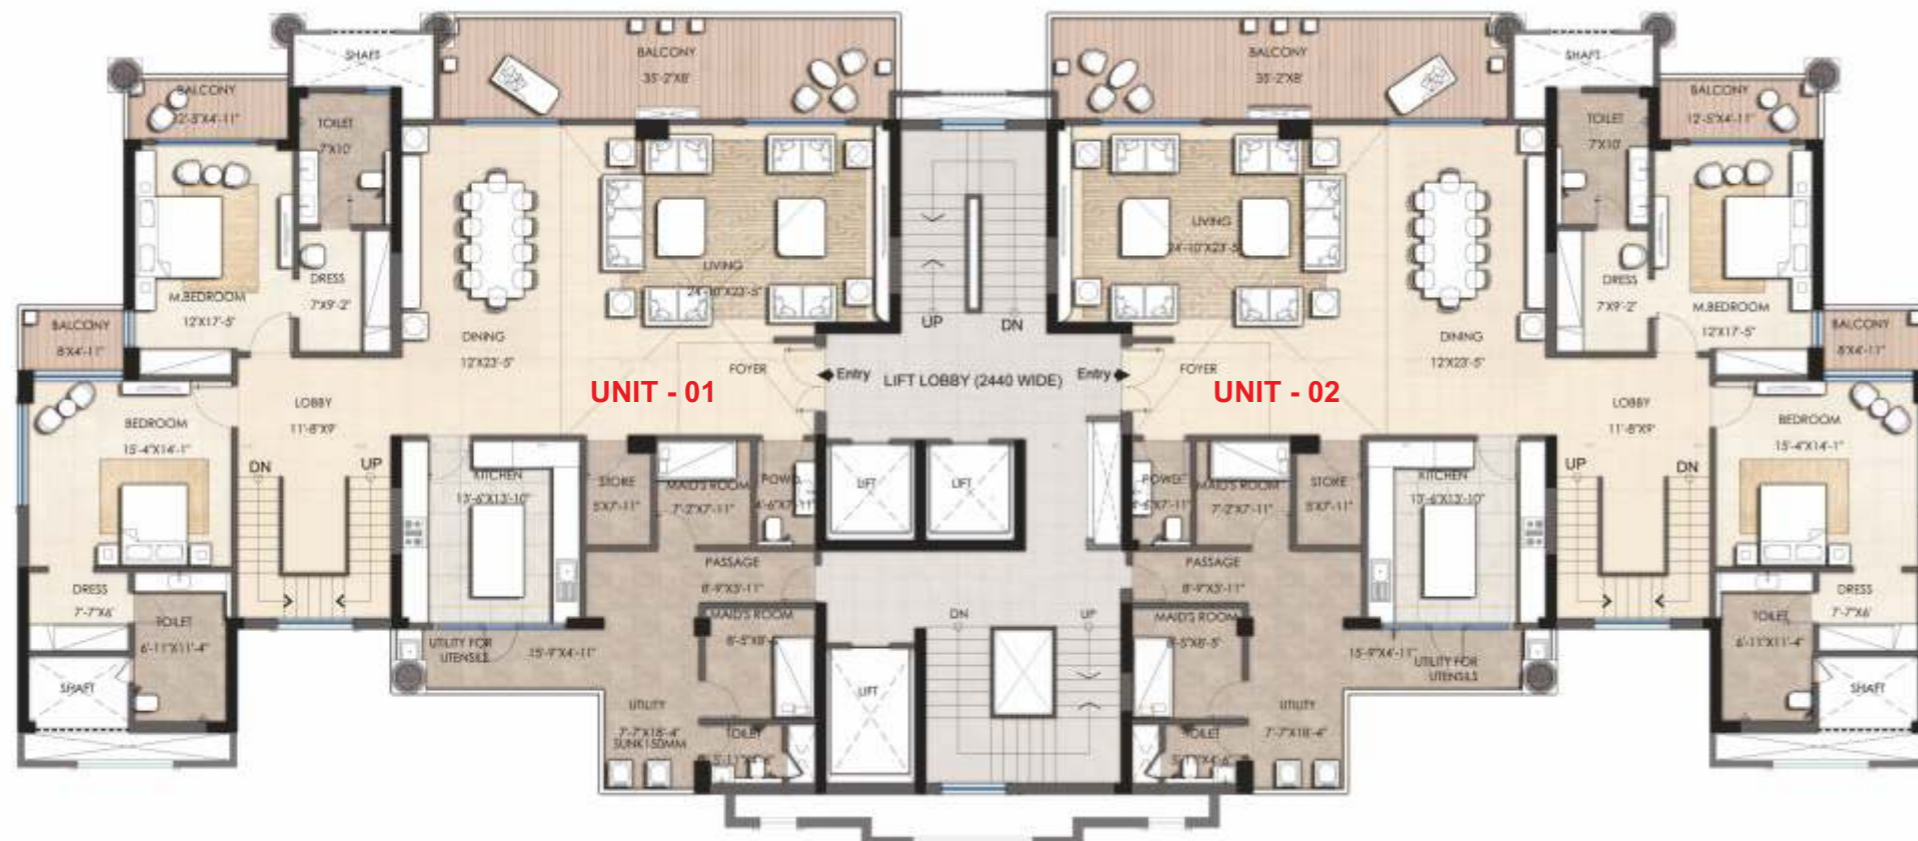 SHAFT
BALCONY
35'-2"X8'
BALCONY
TOILET
7'X10'
M.BEDROOM
12'X17'-5"
DRESS
7'X9'-2"
LIVING
24'-10"X23'-5"
DINING
12'X23'-5"
FOYER
UNIT - 01
BALCONY
8'X4'-11"
BEDROOM
15'-4"X14'-1"
LOBBY
11'-8"X9'
DN
UP
KITCHEN
13'-6"X13'-10"
STORE
5'X7'-11"
MAID'S ROOM
7'-2"X7'-11"
PASSAGE
8'-9"X3'-11"
MAID'S ROOM
DRESS
7'-7"X6'
TOILET
6'-11"X11'-4"
SHAFT
UTILITY FOR
UTENSILS
15'-9"X4'-11"
UTILITY
7'-7"X18'-4"
SUNK150MM
TOILET
UP
DN
Entry
LIFT LOBBY (2440 WIDE)
Entry
LIFT
LIFT
LIFT
DN
UP
BALCONY
35'-2"X8'
SHAFT
BALCONY
12'-5"X4'-11"
TOILET
7'X10'
LIVING
24'-10"X23'-5
DRESS
7'X9'-2"
M.BEDROOM
12'X17'-5"
DINING
12'X23'-5"
FOYER
UNIT - 02
BALCONY
8'X4'-11"
LOBBY
11'-8"X9'
BEDROOM
15'-4"X14'-1"
UP
DN
MAID'S ROOM
7'-2"X7'-11"
STORE
5'X7'-11"
KITCHEN
13'-6"X13'-10"
PASSAGE
8'-9"X3'-11"
MAID'S ROOM
8'-5"X8'-5"
15'-9"X4'-11"
UTILITY FOR
UTENSILS
UTILITY
7'-7"X18'-4"
TOILET
DRESS
7'-7"X6'
TOILET
6'-11"X11'-4"
SHAFT